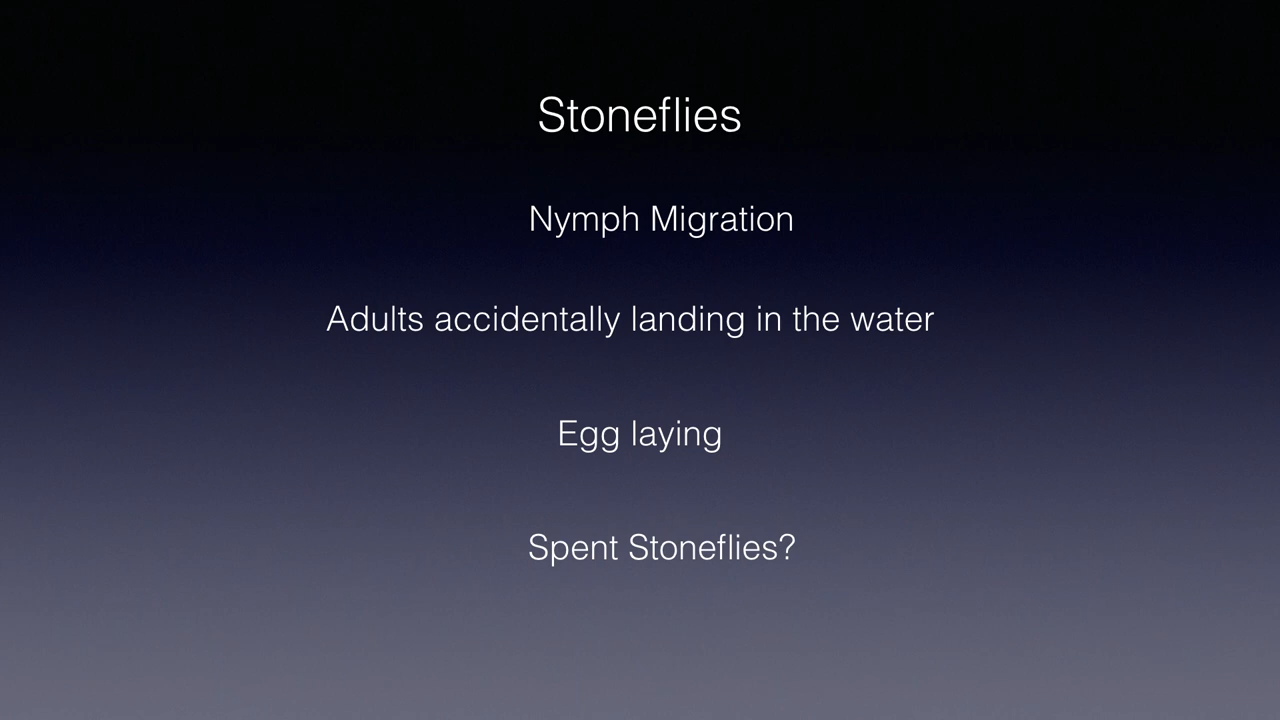 Stoneflies
Nymph Migration
Adults accidentally landing in the water
Egg laying
Spent Stoneflies?